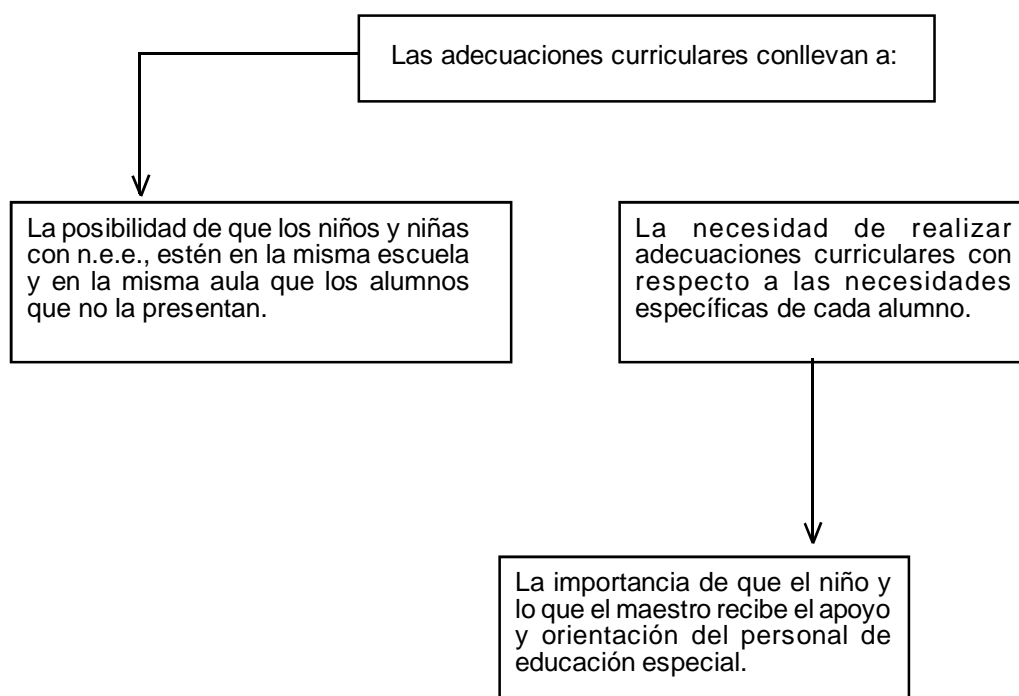 Las adecuaciones curriculares conllevan a:
La posibilidad de que los niños y niñas
con n.e.e., estén en la misma escuela
y en la misma aula que los alumnos
que no la presentan.
La necesidad de realizar
adecuaciones curriculares con
respecto a las necesidades
específicas de cada alumno.
La importancia de que el niño y
lo que el maestro recibe el apoyo
y orientación del personal de
educación especial.